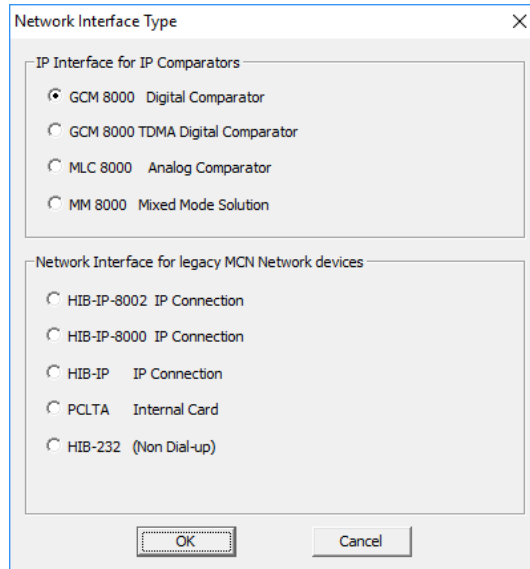 Network Interface Type
IP Interface for IP Comparators
GCM 8000 Digital Comparator
GCM 8000 TDMA Digital Comparator
MLC 8000 Analog Comparator
MM 8000 Mixed Mode Solution
Network Interface for legacy MCN Network devices
HIB-IP-8002 IP Connection
HIB-IP-8000 IP Connection
HIB-IP IP Connection
PCLTA Internal Card
HIB-232 (Non Dial-up)
OK Cancel